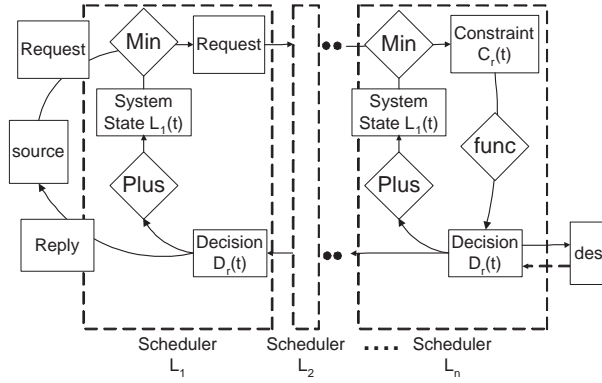 Request
Min
Request
Min
Constraint
C_r(t)
System
State L_1(t)
System
State L_1(t)
source
func
Plus
Plus
Reply
Decision
D_r(t)
Decision
D_r(t)
des
Scheduler
L_1
Scheduler
L_2
....
Scheduler
L_n